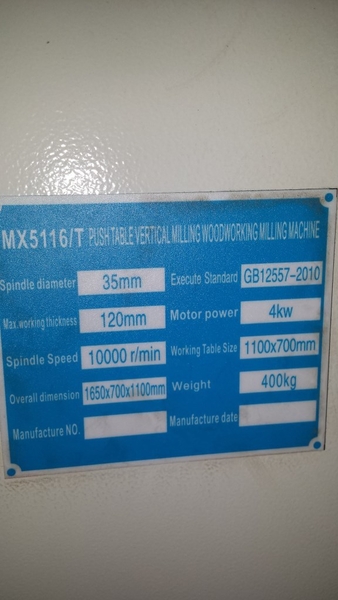 MX5116/T PUSH TABLE VERTICAL MILLING WOODWORKING MILLING MACHINE
Spindle diameter 35mm Execute Standard GB12557-2010
Max.working thickness 120mm Motor power 4kw
Spindle Speed 10000 r/min Working Table Size 1100x700mm
Overall dimension 1650x700x1100mm Weight 400kg
Manufacture NO. Manufacture date